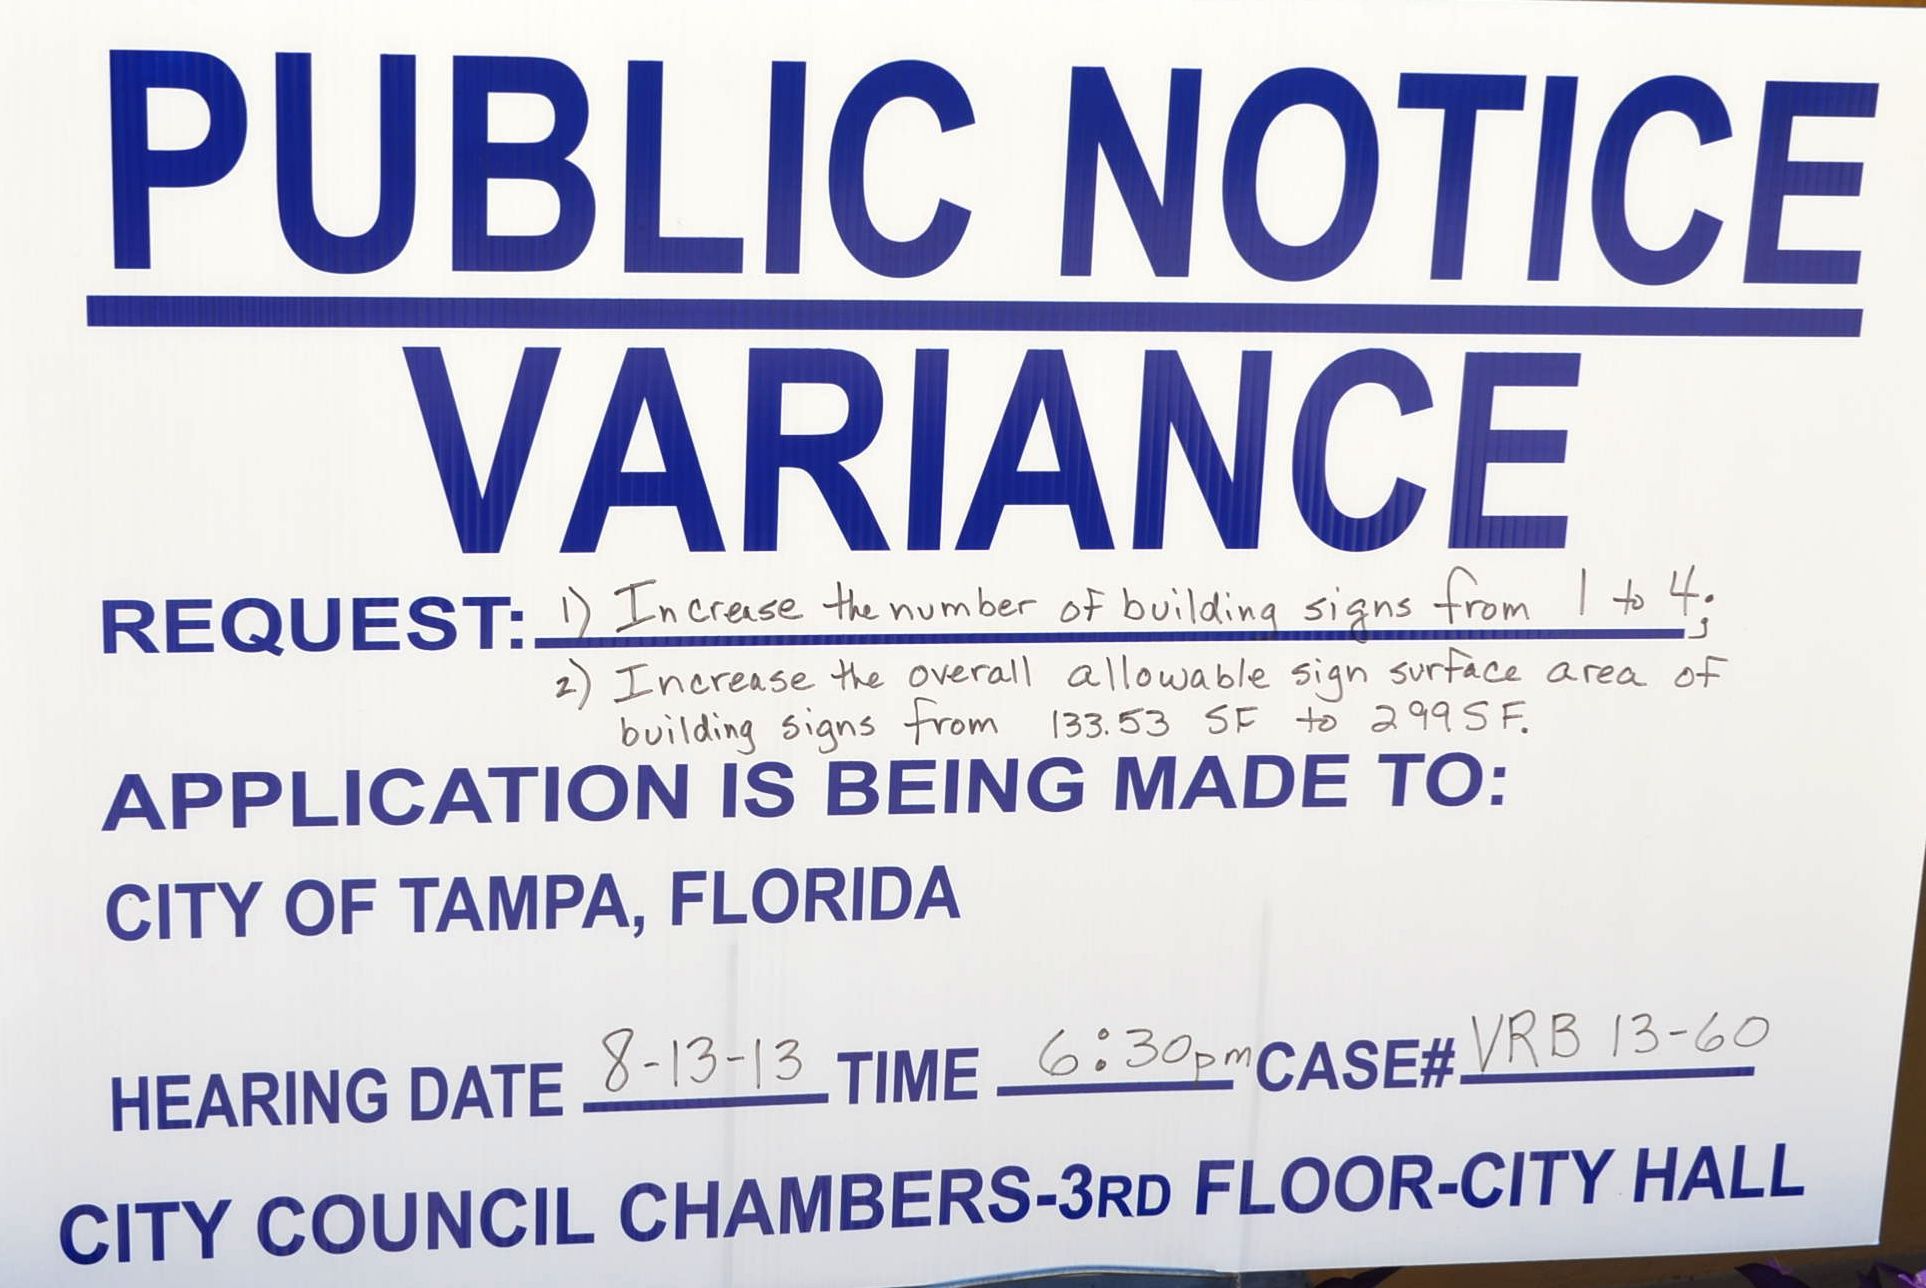 PUBLIC NOTICE
VARIANCE
REQUEST: 1) Increase the number of building signs from 1 to 4;
2) Increase the overall allowable sign surface area of
building signs from 133.53 SF to 299 SF.
APPLICATION IS BEING MADE TO:
CITY OF TAMPA, FLORIDA
HEARING DATE 8-13-13 TIME 6:30pm CASE# VRB 13-60
CITY COUNCIL CHAMBERS-3RD FLOOR-CITY HALL